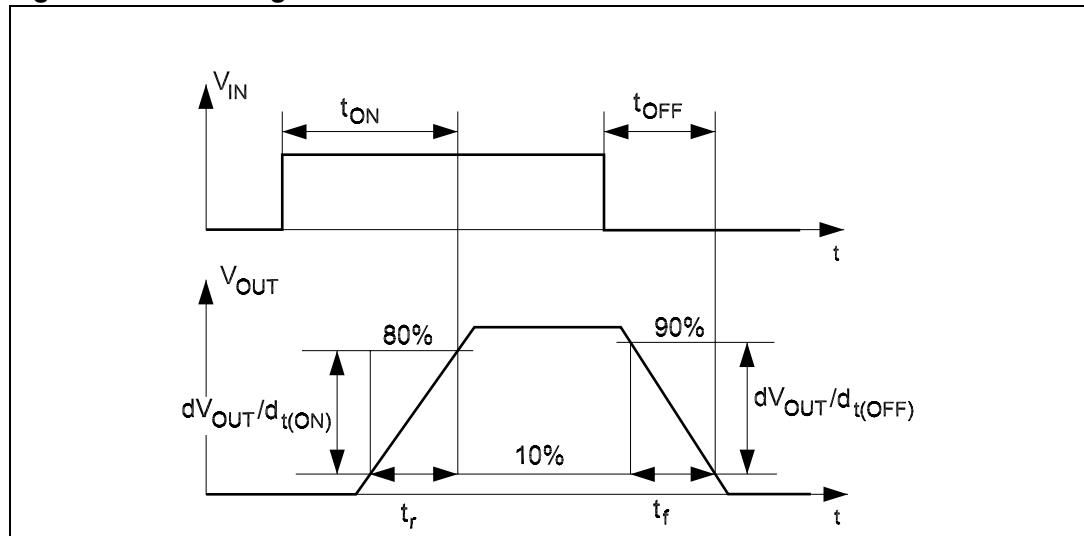 V_IN
t_ON
t_OFF
t
V_OUT
80%
90%
dV_OUT/d_t(ON)
dV_OUT/d_t(OFF)
10%
t_r
t_f
t